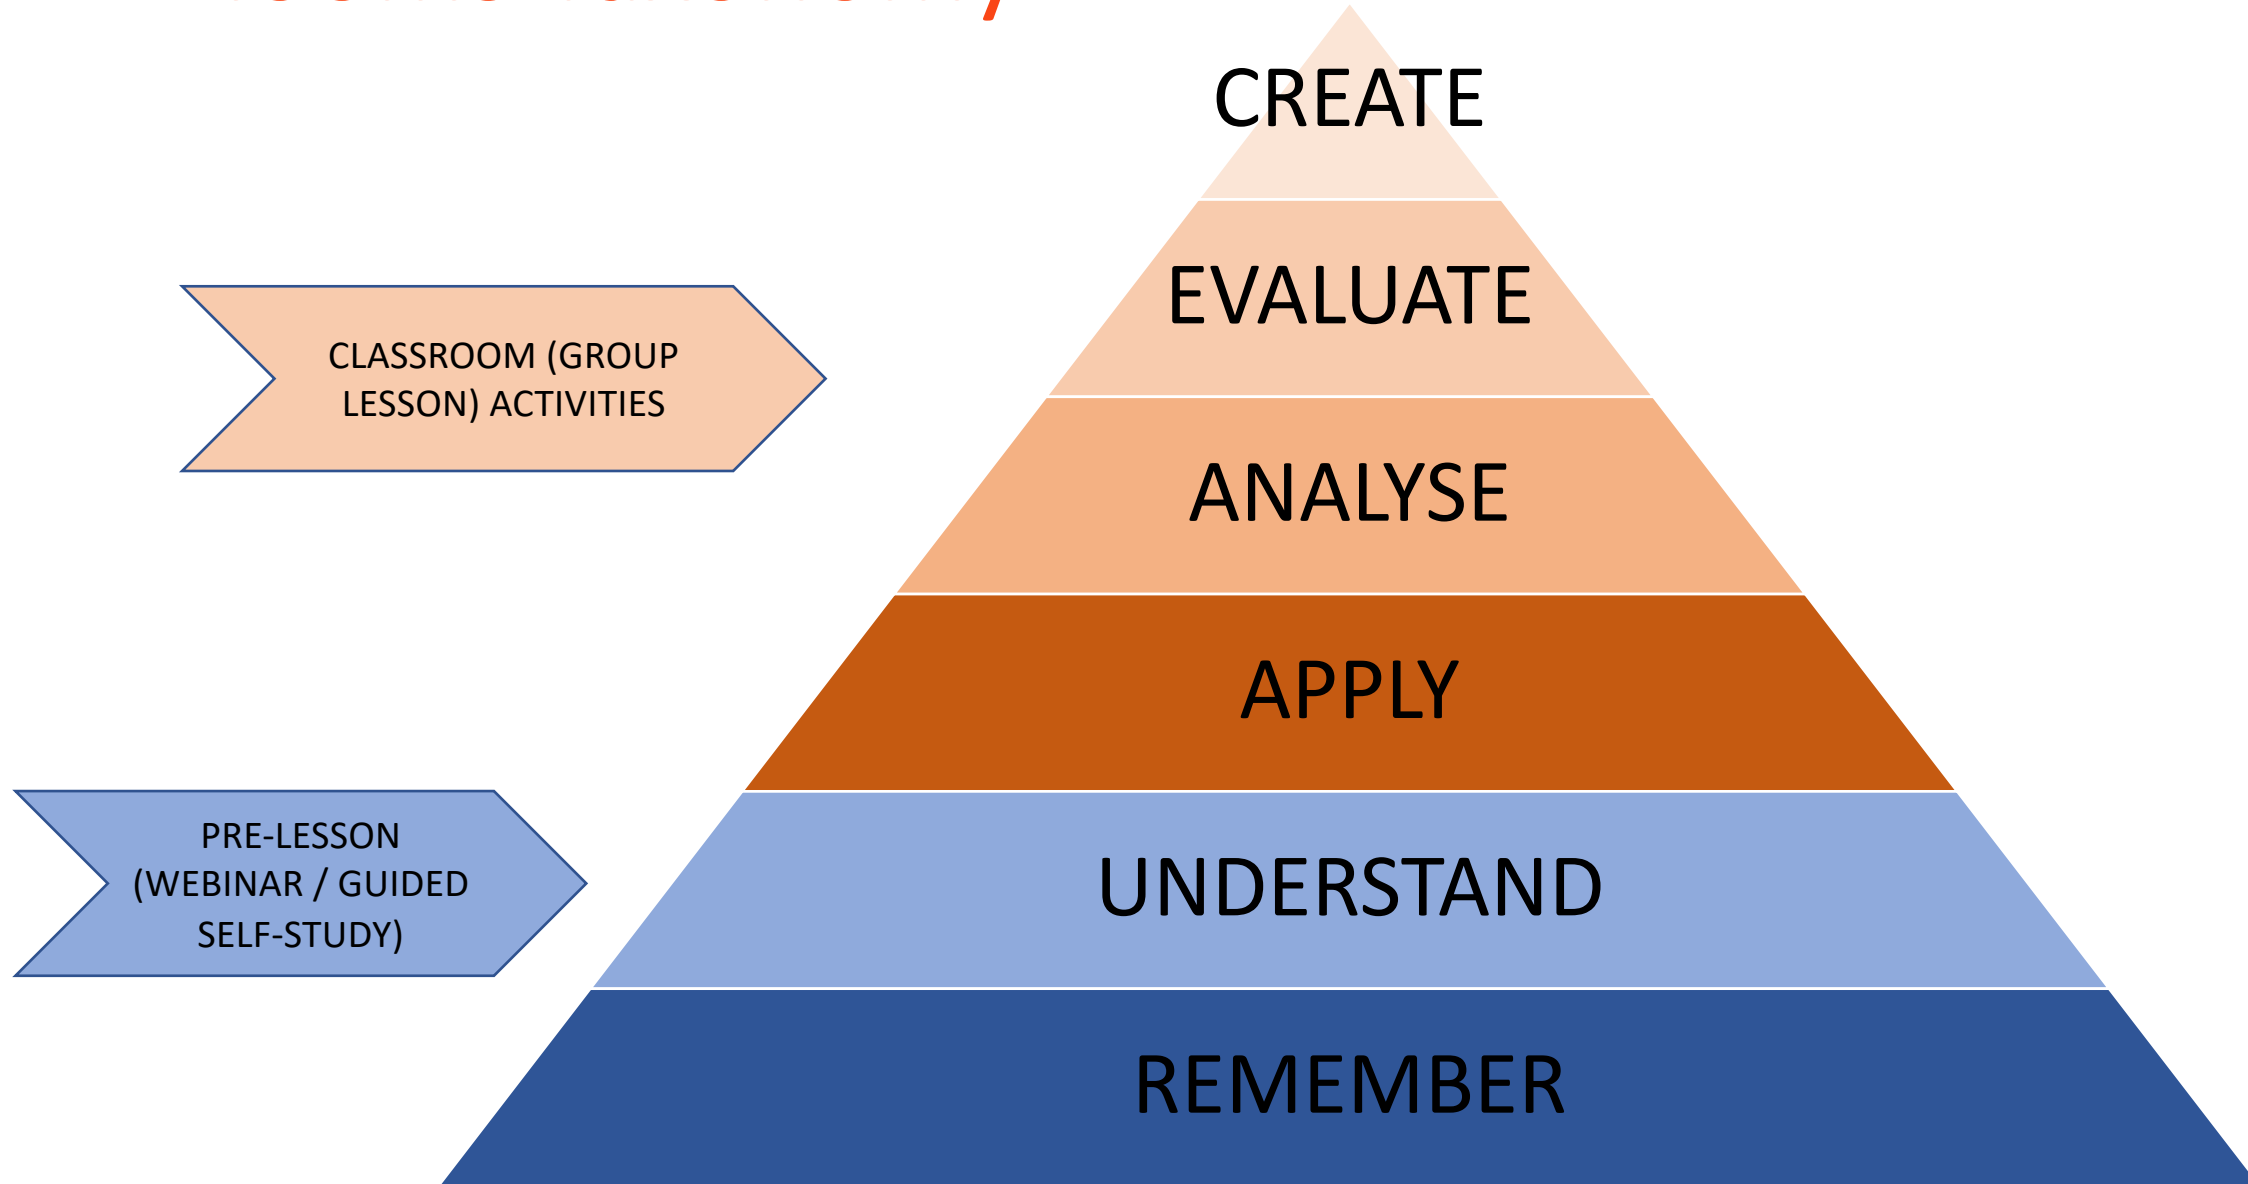 CREATE
EVALUATE
CLASSROOM (GROUP
LESSON) ACTIVITIES
ANALYSE
APPLY
PRE-LESSON
(WEBINAR / GUIDED
SELF-STUDY)
UNDERSTAND
REMEMBER